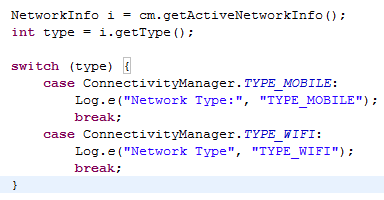 NetworkInfo i = cm.getActiveNetworkInfo();
int type = i.getType();
switch (type) {
case ConnectivityManager.TYPE_MOBILE:
Log.e("Network Type:", "TYPE_MOBILE");
break;
case ConnectivityManager.TYPE_WIFI:
Log.e("Network Type", "TYPE_WIFI");
break;
}